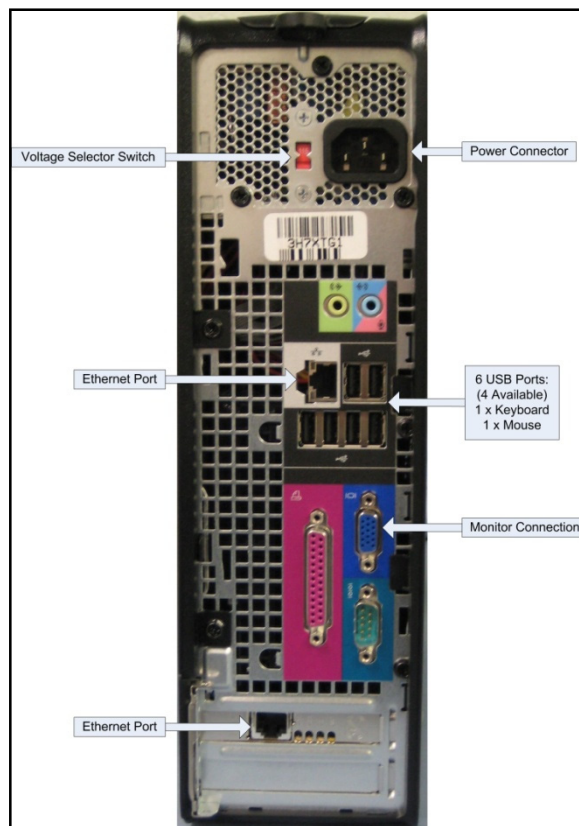 Voltage Selector Switch
Power Connector
3H7XTG1
Ethernet Port
6 USB Ports:
(4 Available)
1 x Keyboard
1 x Mouse
Monitor Connection
Ethernet Port